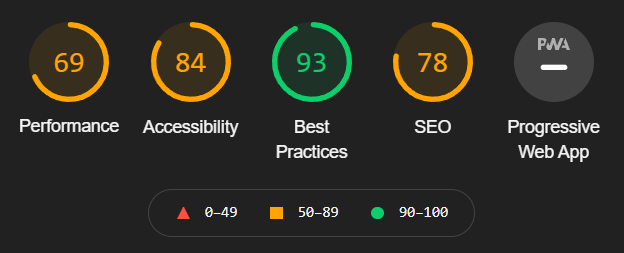 69 84 93 78 PWA
Performance Accessibility Best Practices SEO Progressive Web App
0–49 50–89 90–100